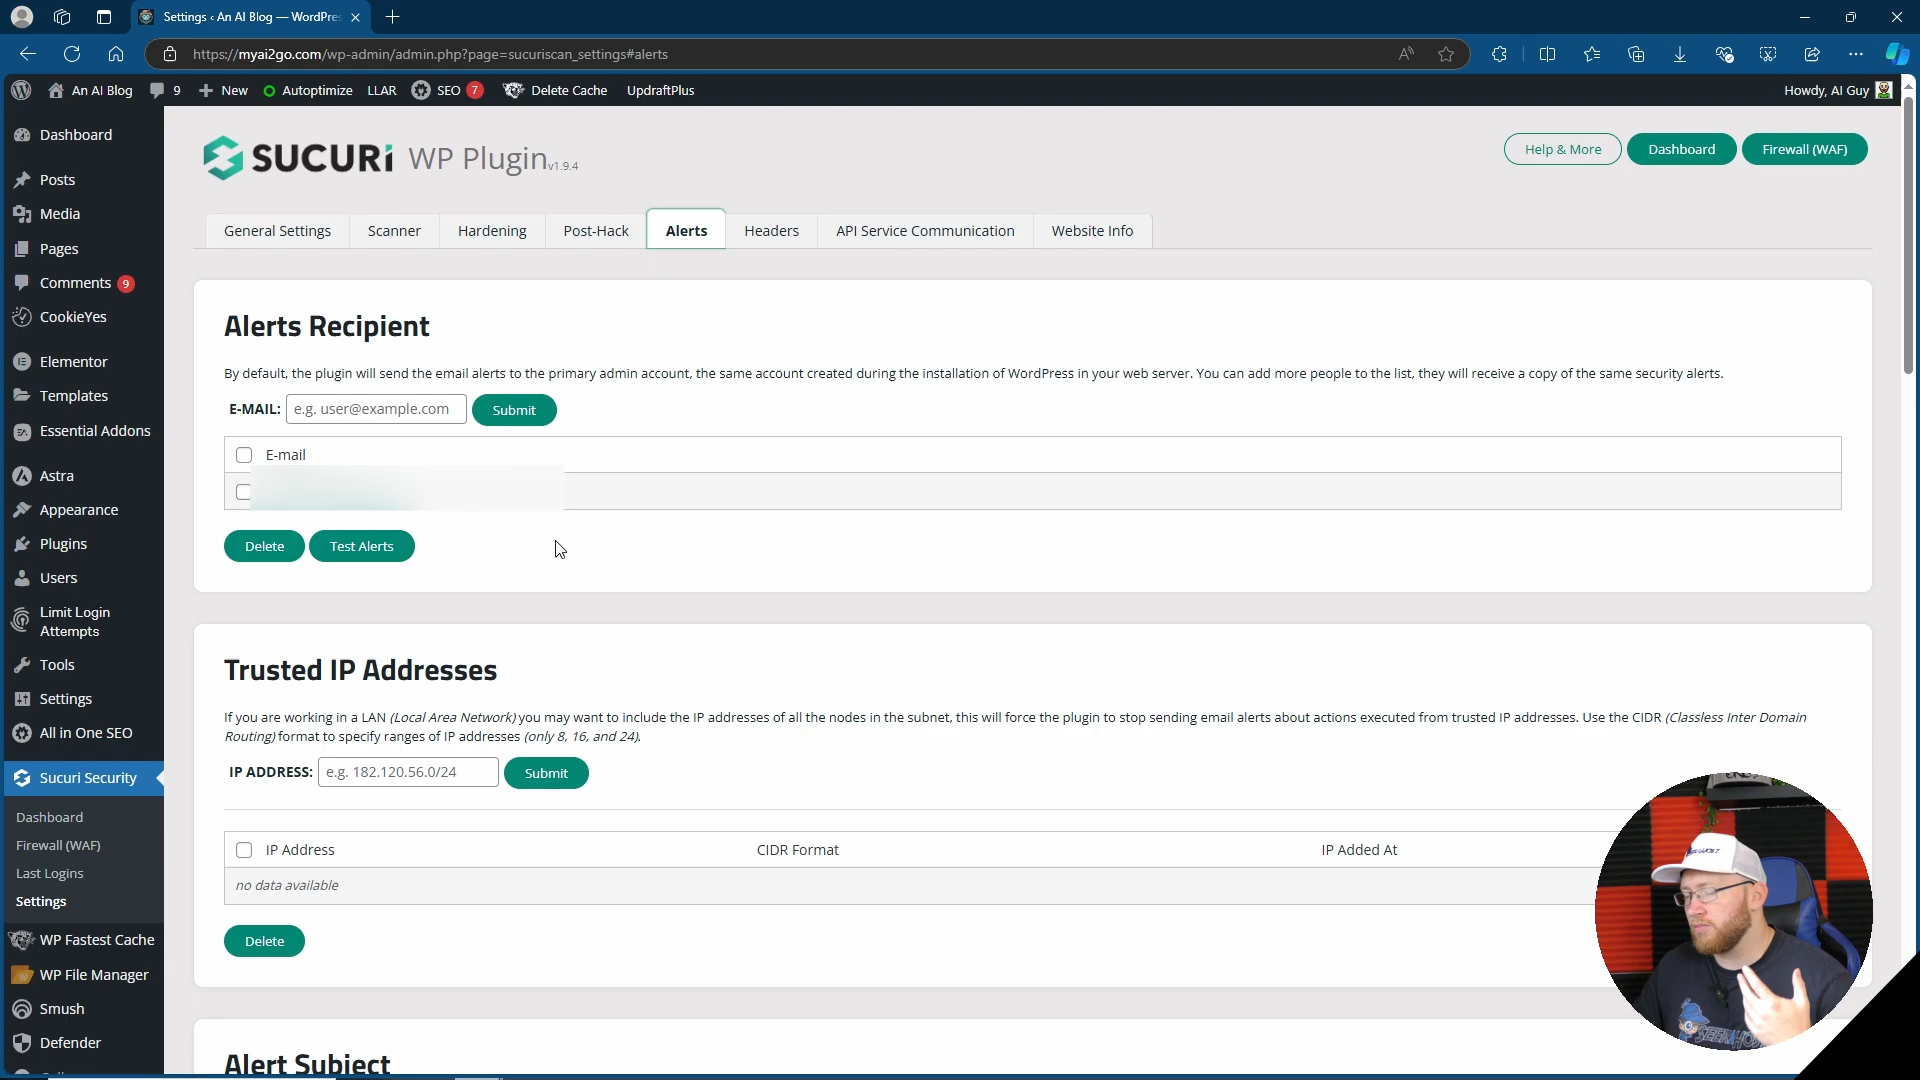 Settings ‹ An AI Blog — WordPre
https://myai2go.com/wp-admin/admin.php?page=sucuriscan_settings#alerts
An AI Blog
9
New
Autoptimize
LLAR
SEO
7
Delete Cache
UpdraftPlus
Howdy, AI Guy
Dashboard
Posts
Media
Pages
Comments
9
CookieYes
Elementor
Templates
Essential Addons
Astra
Appearance
Plugins
Users
Limit Login
Attempts
Tools
Settings
All in One SEO
Sucuri Security
Dashboard
Firewall (WAF)
Last Logins
Settings
WP Fastest Cache
WP File Manager
Smush
Defender
SUCURi WP Plugin v1.9.4
Help & More
Dashboard
Firewall (WAF)
General Settings
Scanner
Hardening
Post-Hack
Alerts
Headers
API Service Communication
Website Info
Alerts Recipient
By default, the plugin will send the email alerts to the primary admin account, the same account created during the installation of WordPress in your web server. You can add more people to the list, they will receive a copy of the same security alerts.
E-MAIL: e.g. user@example.com Submit
E-mail
Delete
Test Alerts
Trusted IP Addresses
If you are working in a LAN (Local Area Network) you may want to include the IP addresses of all the nodes in the subnet, this will force the plugin to stop sending email alerts about actions executed from trusted IP addresses. Use the CIDR (Classless Inter Domain
Routing) format to specify ranges of IP addresses (only 8, 16, and 24).
IP ADDRESS: e.g. 182.120.56.0/24 Submit
IP Address
CIDR Format
IP Added At
no data available
Delete
Alert Subject